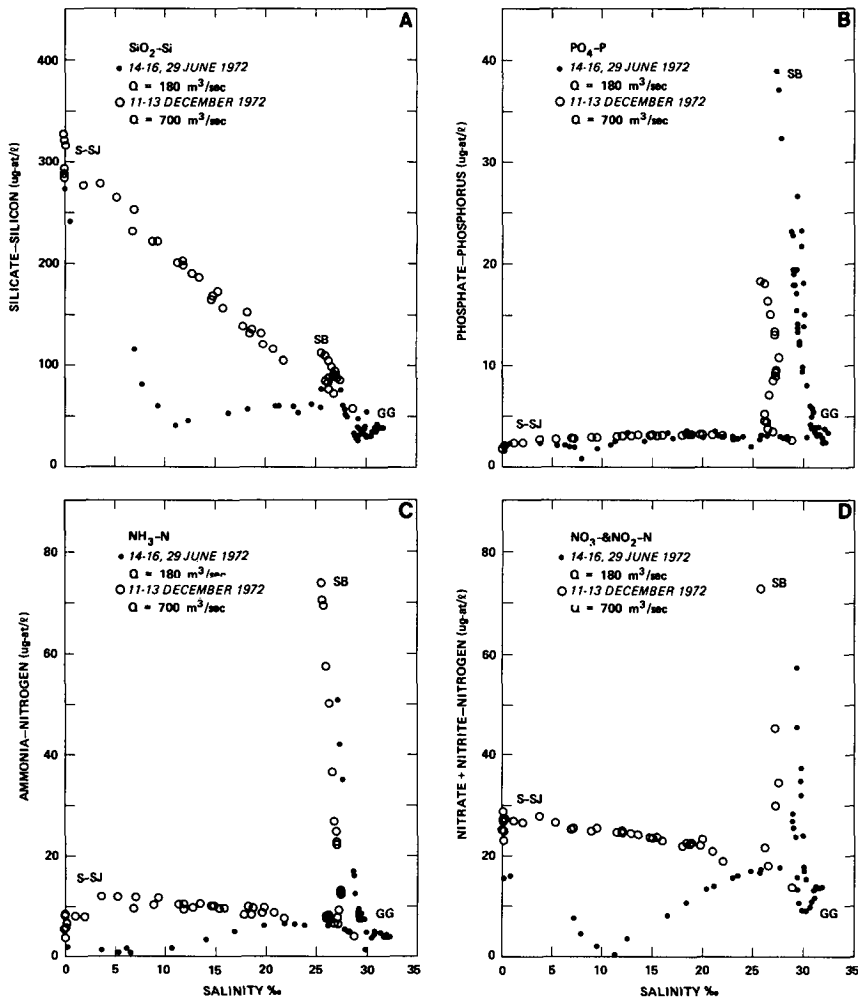 A
SiO2-Si
• 14-16, 29 JUNE 1972
Q = 180 m3/sec
O 11-13 DECEMBER 1972
Q = 700 m3/sec
S-SJ
SB
GG
SILICATE-SILICON (ug-at/ℓ)
400
300
200
100
0
B
PO4-P
• 14-16, 29 JUNE 1972
Q = 180 m3/sec
O 11-13 DECEMBER 1972
Q = 700 m3/sec
SB
S-SJ
GG
PHOSPHATE-PHOSPHORUS (ug-at/ℓ)
40
30
20
10
0
C
NH3-N
• 14-16, 29 JUNE 1972
Q = 180 m3/sec
O 11-13 DECEMBER 1972
Q = 700 m3/sec
SB
S-SJ
GG
AMMONIA-NITROGEN (ug-at/ℓ)
80
60
40
20
0
0 5 10 15 20 25 30 35
SALINITY ‰
D
NO3-&NO2-N
• 14-16, 29 JUNE 1972
Q = 180 m3/sec
O 11-13 DECEMBER 1972
u = 700 m3/sec
SB
S-SJ
GG
NITRATE + NITRITE-NITROGEN (ug-at/ℓ)
80
60
40
20
0
0 5 10 15 20 25 30 35
SALINITY ‰